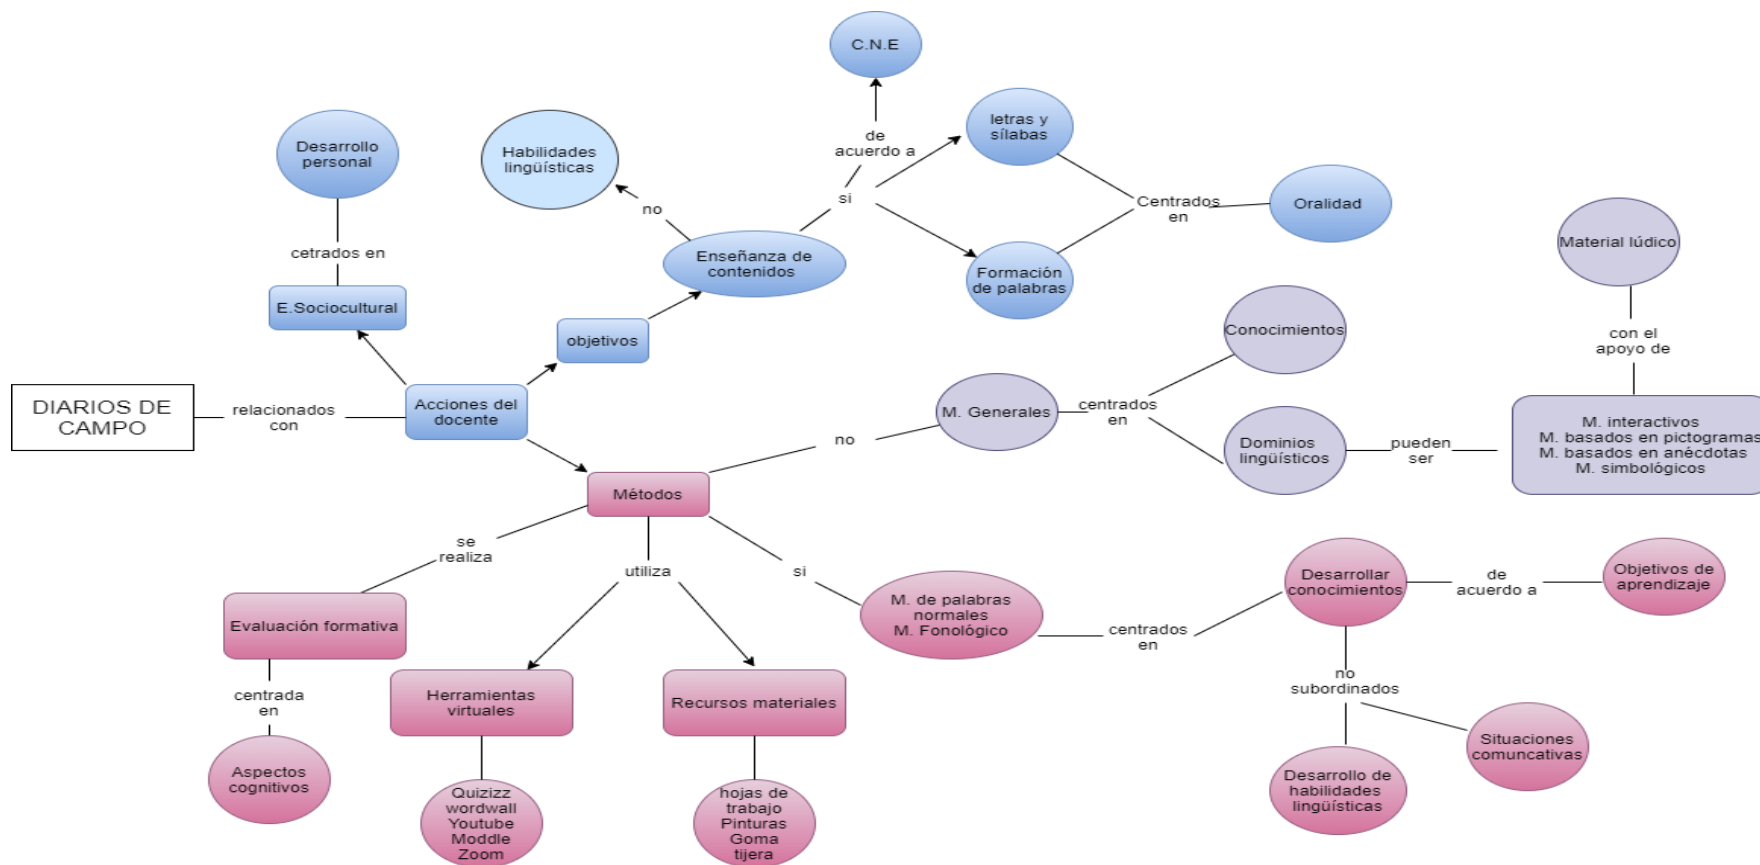 C.N.E
de
acuerdo a
letras y
sílabas
Desarrollo
personal
Habilidades
lingüísticas
no
si
Centrados
en
Oralidad
cetrados en
Enseñanza de
contenidos
Formación
de palabras
Material lúdico
E.Sociocultural
objetivos
Conocimientos
con el
apoyo de
DIARIOS DE
CAMPO
relacionados
con
Acciones del
docente
M. Generales
centrados
en
no
Dominios
lingüísticos
pueden
ser
M. interactivos
M. basados en pictogramas
M. basados en anécdotas
M. simbológicos
Métodos
se
realiza
utiliza
si
M. de palabras
normales
M. Fonológico
centrados
en
Desarrollar
conocimientos
de
acuerdo a
Objetivos de
aprendizaje
Evaluación formativa
centrada
en
Aspectos
cognitivos
Herramientas
virtuales
Quizizz
wordwall
Youtube
Moddle
Zoom
Recursos materiales
hojas de
trabajo
Pinturas
Goma
tijera
no
subordinados
Desarrollo de
habilidades
lingüísticas
Situaciones
comuncativas